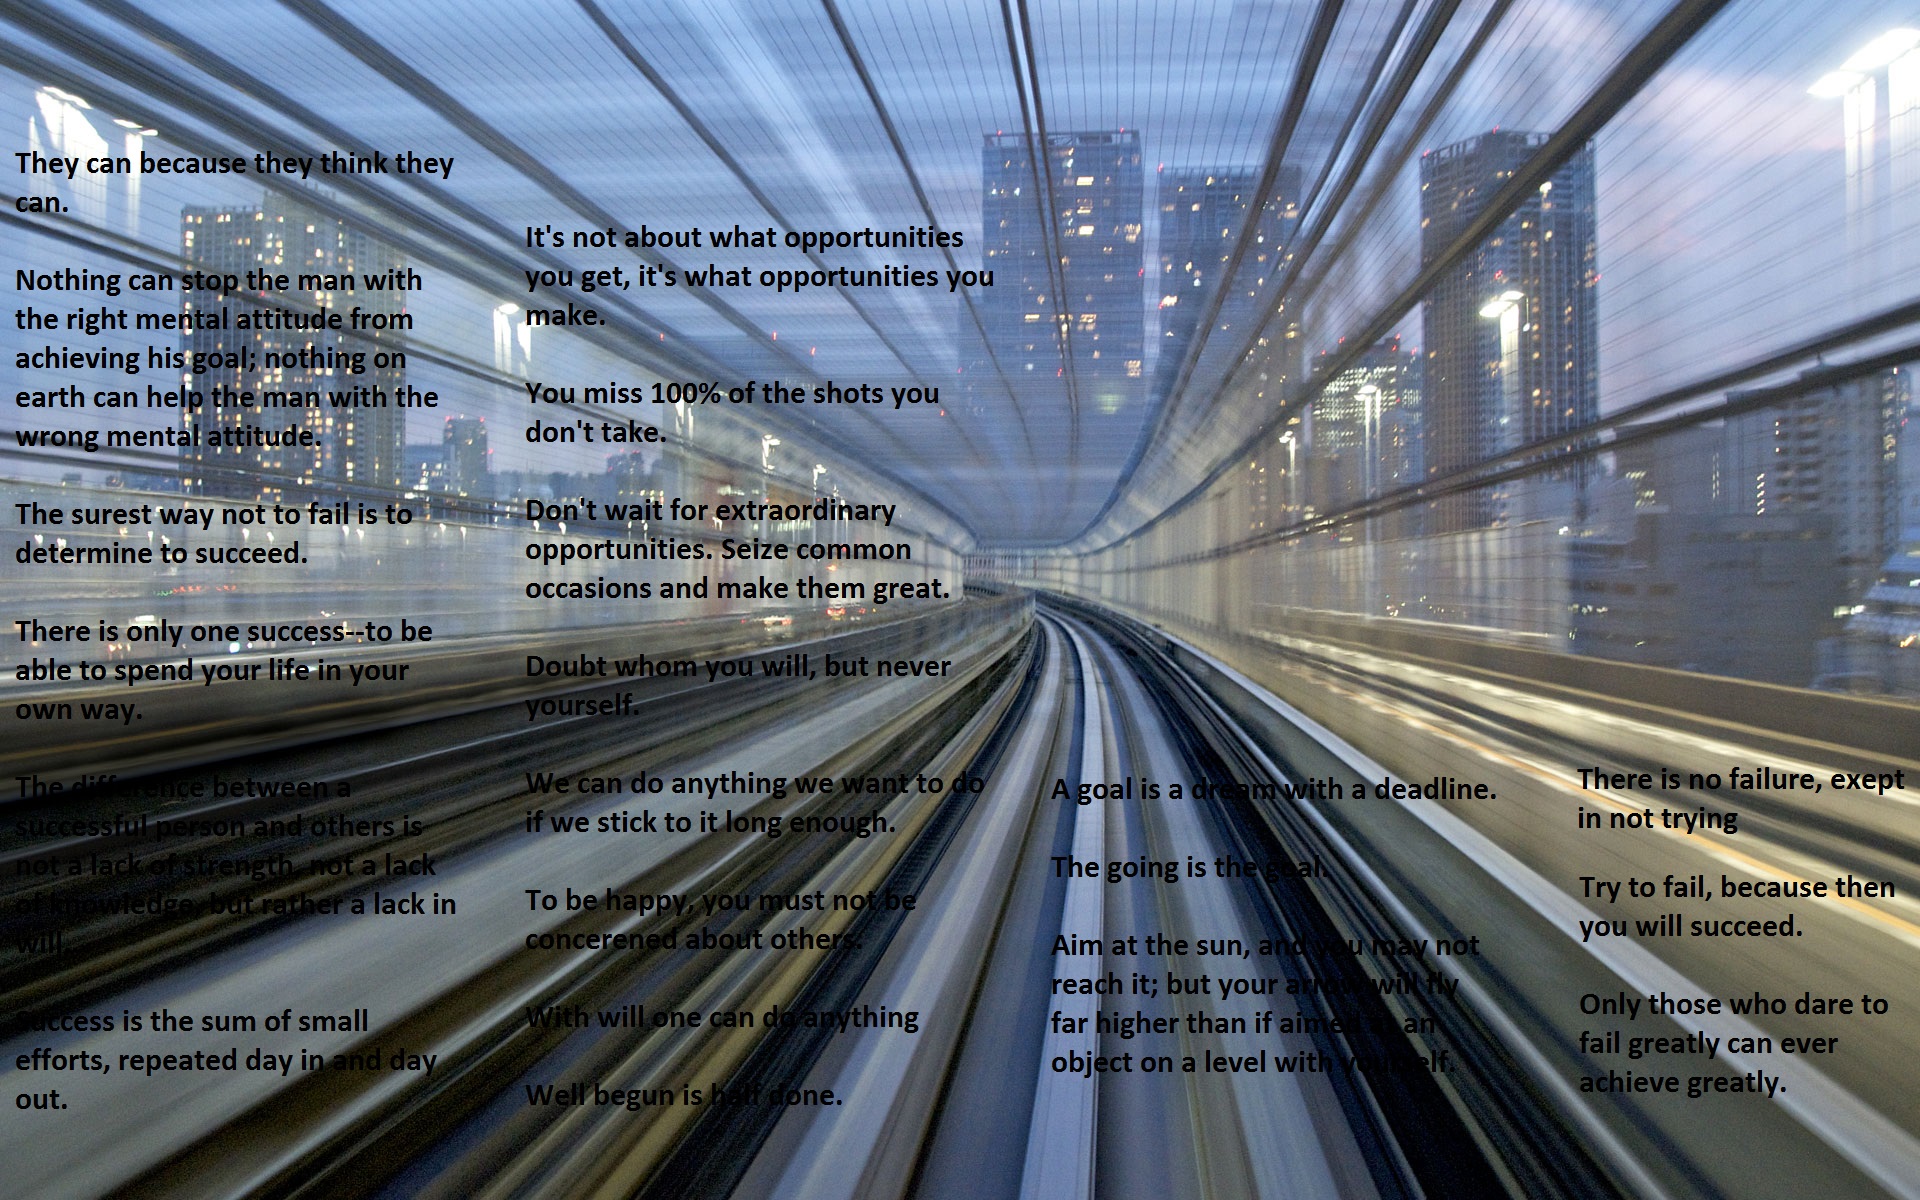 They can because they think they
can.
Nothing can stop the man with
the right mental attitude from
achieving his goal; nothing on
earth can help the man with the
wrong mental attitude.
The surest way not to fail is to
determine to succeed.
There is only one success--to be
able to spend your life in your
own way.
The difference between a
successful person and others is
not a lack of strength, not a lack
of knowledge, but rather a lack in
will.
Success is the sum of small
efforts, repeated day in and day
out.
It's not about what opportunities
you get, it's what opportunities you
make.
You miss 100% of the shots you
don't take.
Don't wait for extraordinary
opportunities. Seize common
occasions and make them great.
Doubt whom you will, but never
yourself.
We can do anything we want to do
if we stick to it long enough.
To be happy, you must not be
concerened about others.
With will one can do anything
Well begun is half done.
A goal is a dream with a deadline.
The going is the goal.
Aim at the sun, and you may not
reach it; but your arrow will fly
far higher than if aimed at an
object on a level with yourself.
There is no failure, exept
in not trying
Try to fail, because then
you will succeed.
Only those who dare to
fail greatly can ever
achieve greatly.